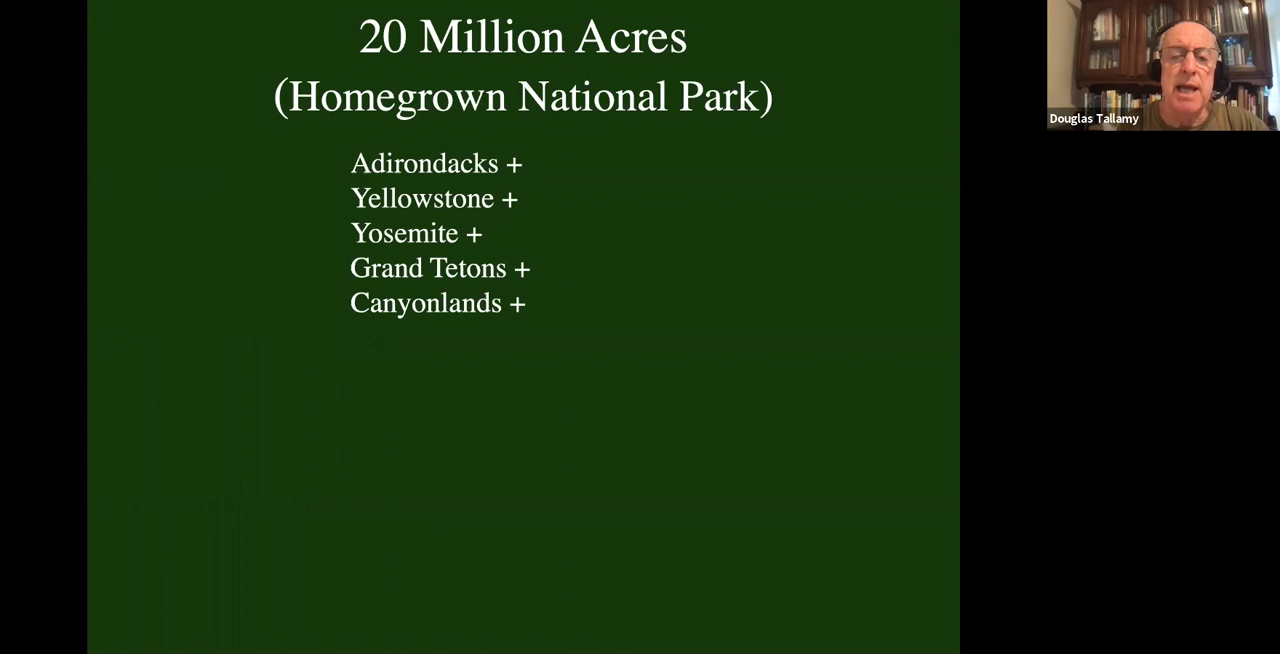 20 Million Acres
(Homegrown National Park)
Adirondacks +
Yellowstone +
Yosemite +
Grand Tetons +
Canyonlands +
Douglas Tallamy